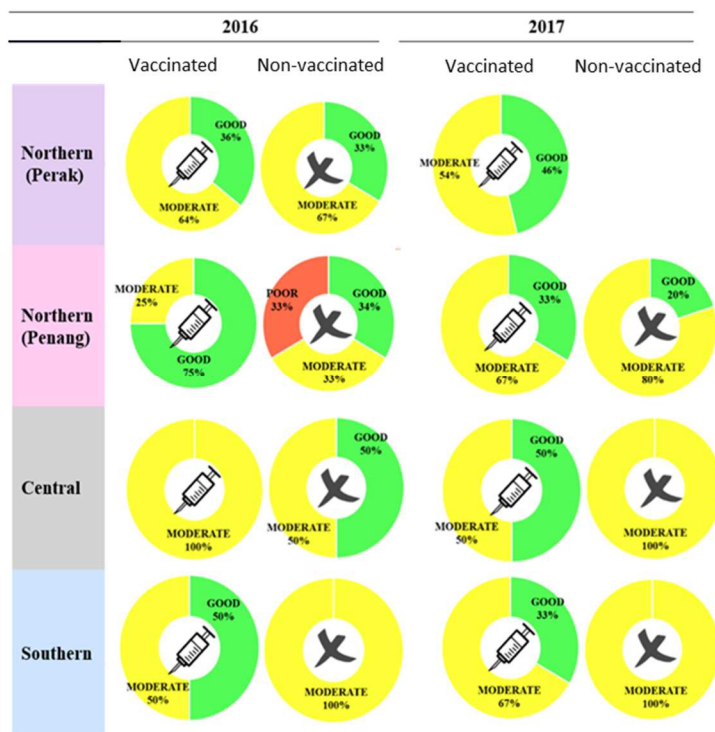 2016 2017
Vaccinated Non-vaccinated Vaccinated Non-vaccinated
Northern
(Perak)
GOOD
36%
MODERATE
64%
GOOD
33%
MODERATE
67%
MODERATE
54%
GOOD
46%
Northern
(Penang)
MODERATE
25%
GOOD
75%
POOR
33%
GOOD
34%
MODERATE
33%
GOOD
33%
MODERATE
67%
GOOD
20%
MODERATE
80%
Central
MODERATE
100%
GOOD
50%
MODERATE
50%
GOOD
50%
MODERATE
50%
MODERATE
100%
Southern
GOOD
50%
MODERATE
50%
MODERATE
100%
GOOD
33%
MODERATE
67%
MODERATE
100%